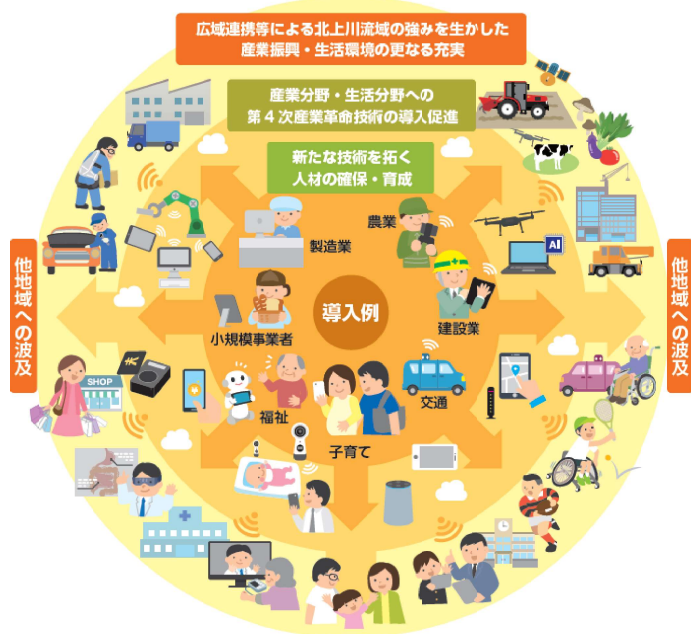 広域連携等による北上川流域の強みを生かした
産業振興・生活環境の更なる充実
産業分野・生活分野への
第4次産業革命技術の導入促進
新たな技術を拓く
人材の確保・育成
製造業
農業
AI
他地域への波及
導入例
他地域への波及
小規模事業者
建設業
SHOP
福祉
子育て
交通